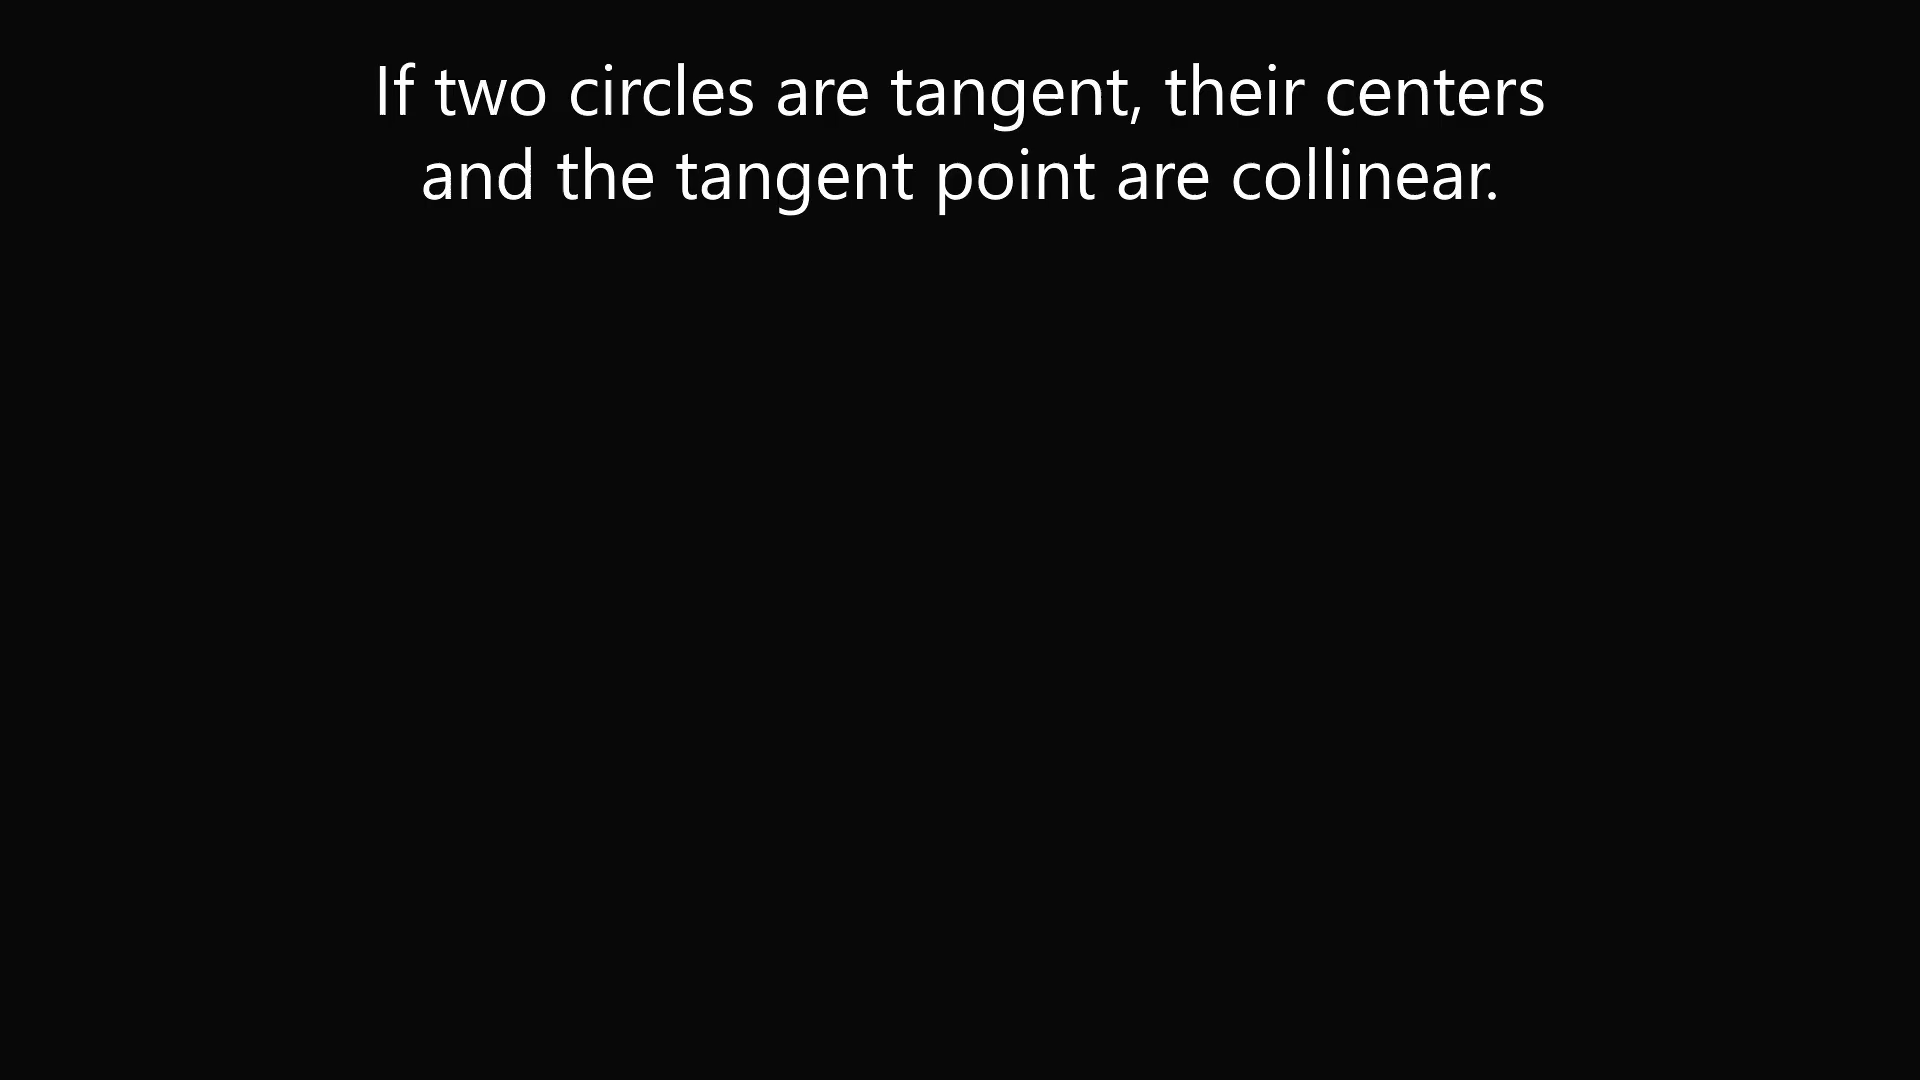 If two circles are tangent, their centers
and the tangent point are collinear.